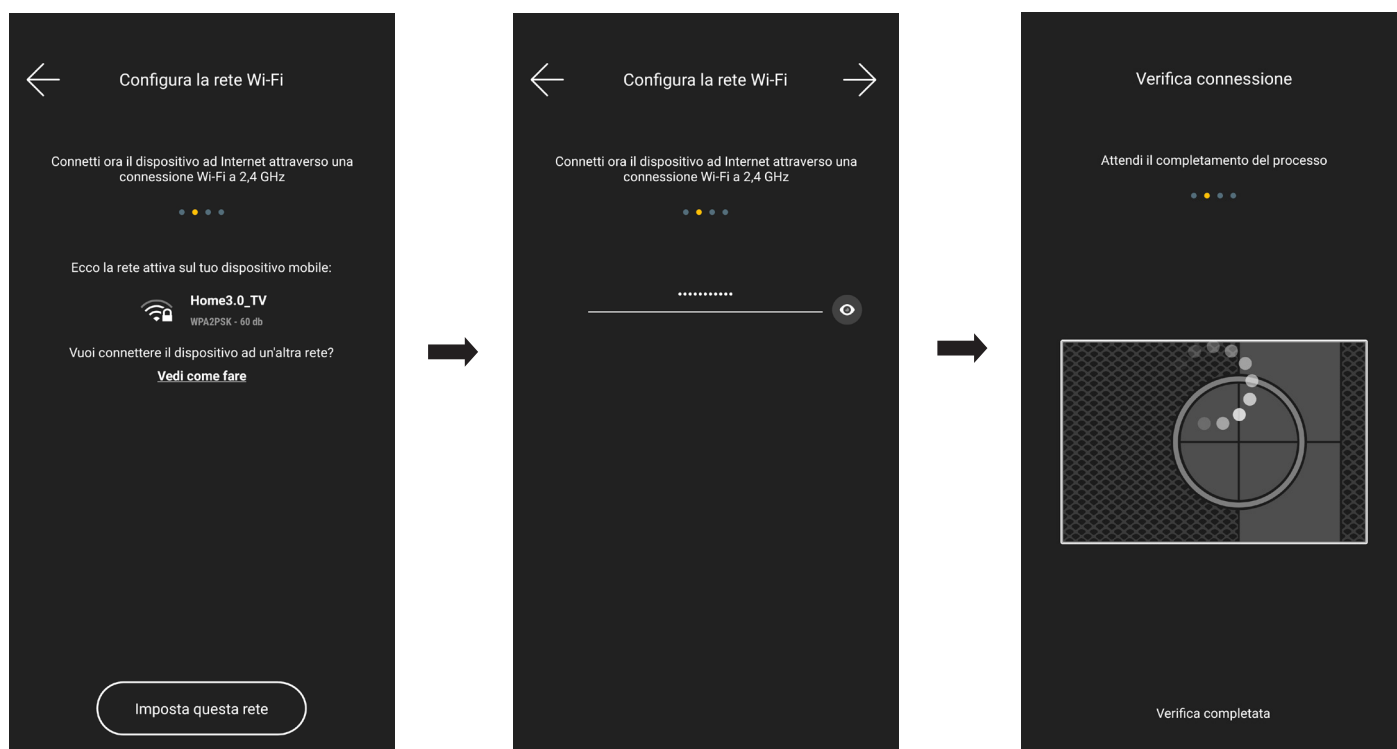 Configura la rete Wi-Fi
Connetti ora il dispositivo ad Internet attraverso una
connessione Wi-Fi a 2,4 GHz
Ecco la rete attiva sul tuo dispositivo mobile:
Home3.0_TV
WPA2PSK - 60 db
Vuoi connettere il dispositivo ad un'altra rete?
Vedi come fare
Imposta questa rete
Configura la rete Wi-Fi
Connetti ora il dispositivo ad Internet attraverso una
connessione Wi-Fi a 2,4 GHz
•••••••••••
Verifica connessione
Attendi il completamento del processo
Verifica completata